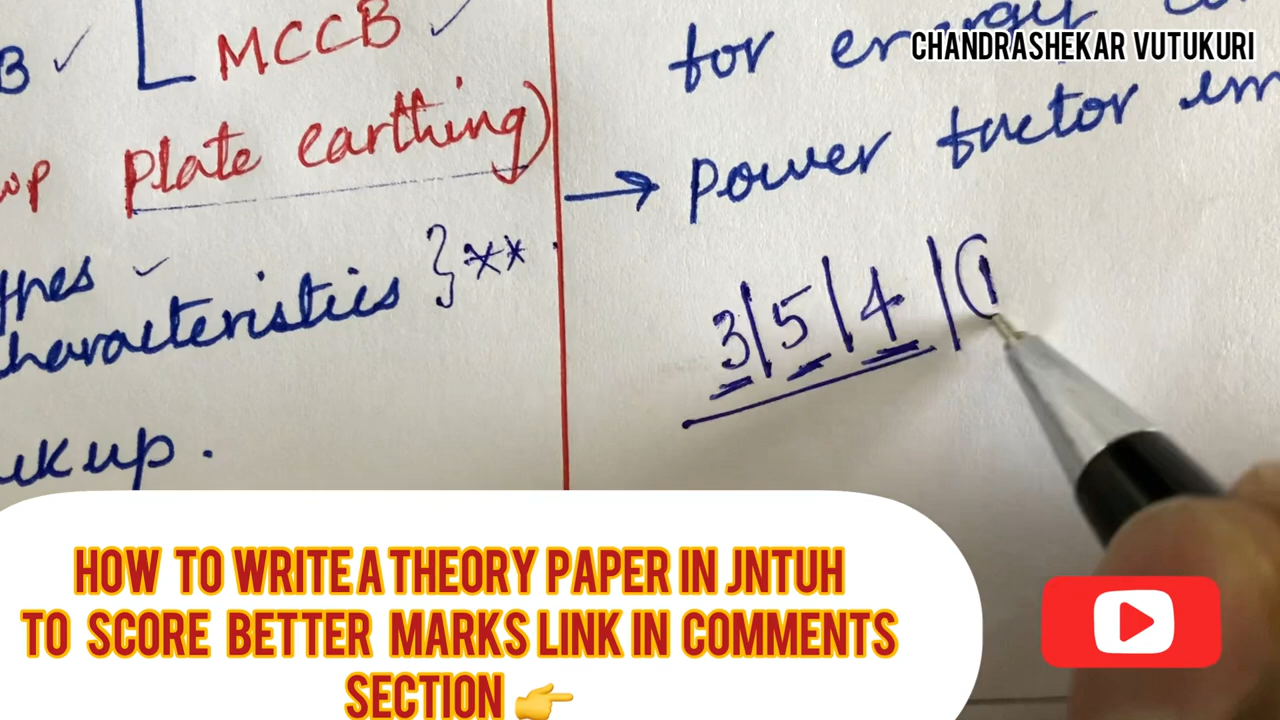 B ✓ [ MCCB ✓
Plate earthing)
characteristics } **
for
→ Power factor
3 | 5 | 4 | 1
CHANDRASHEKAR VUTUKURI
HOW TO WRITE A THEORY PAPER IN JNTUH
TO SCORE BETTER MARKS LINK IN COMMENTS
SECTION 👉